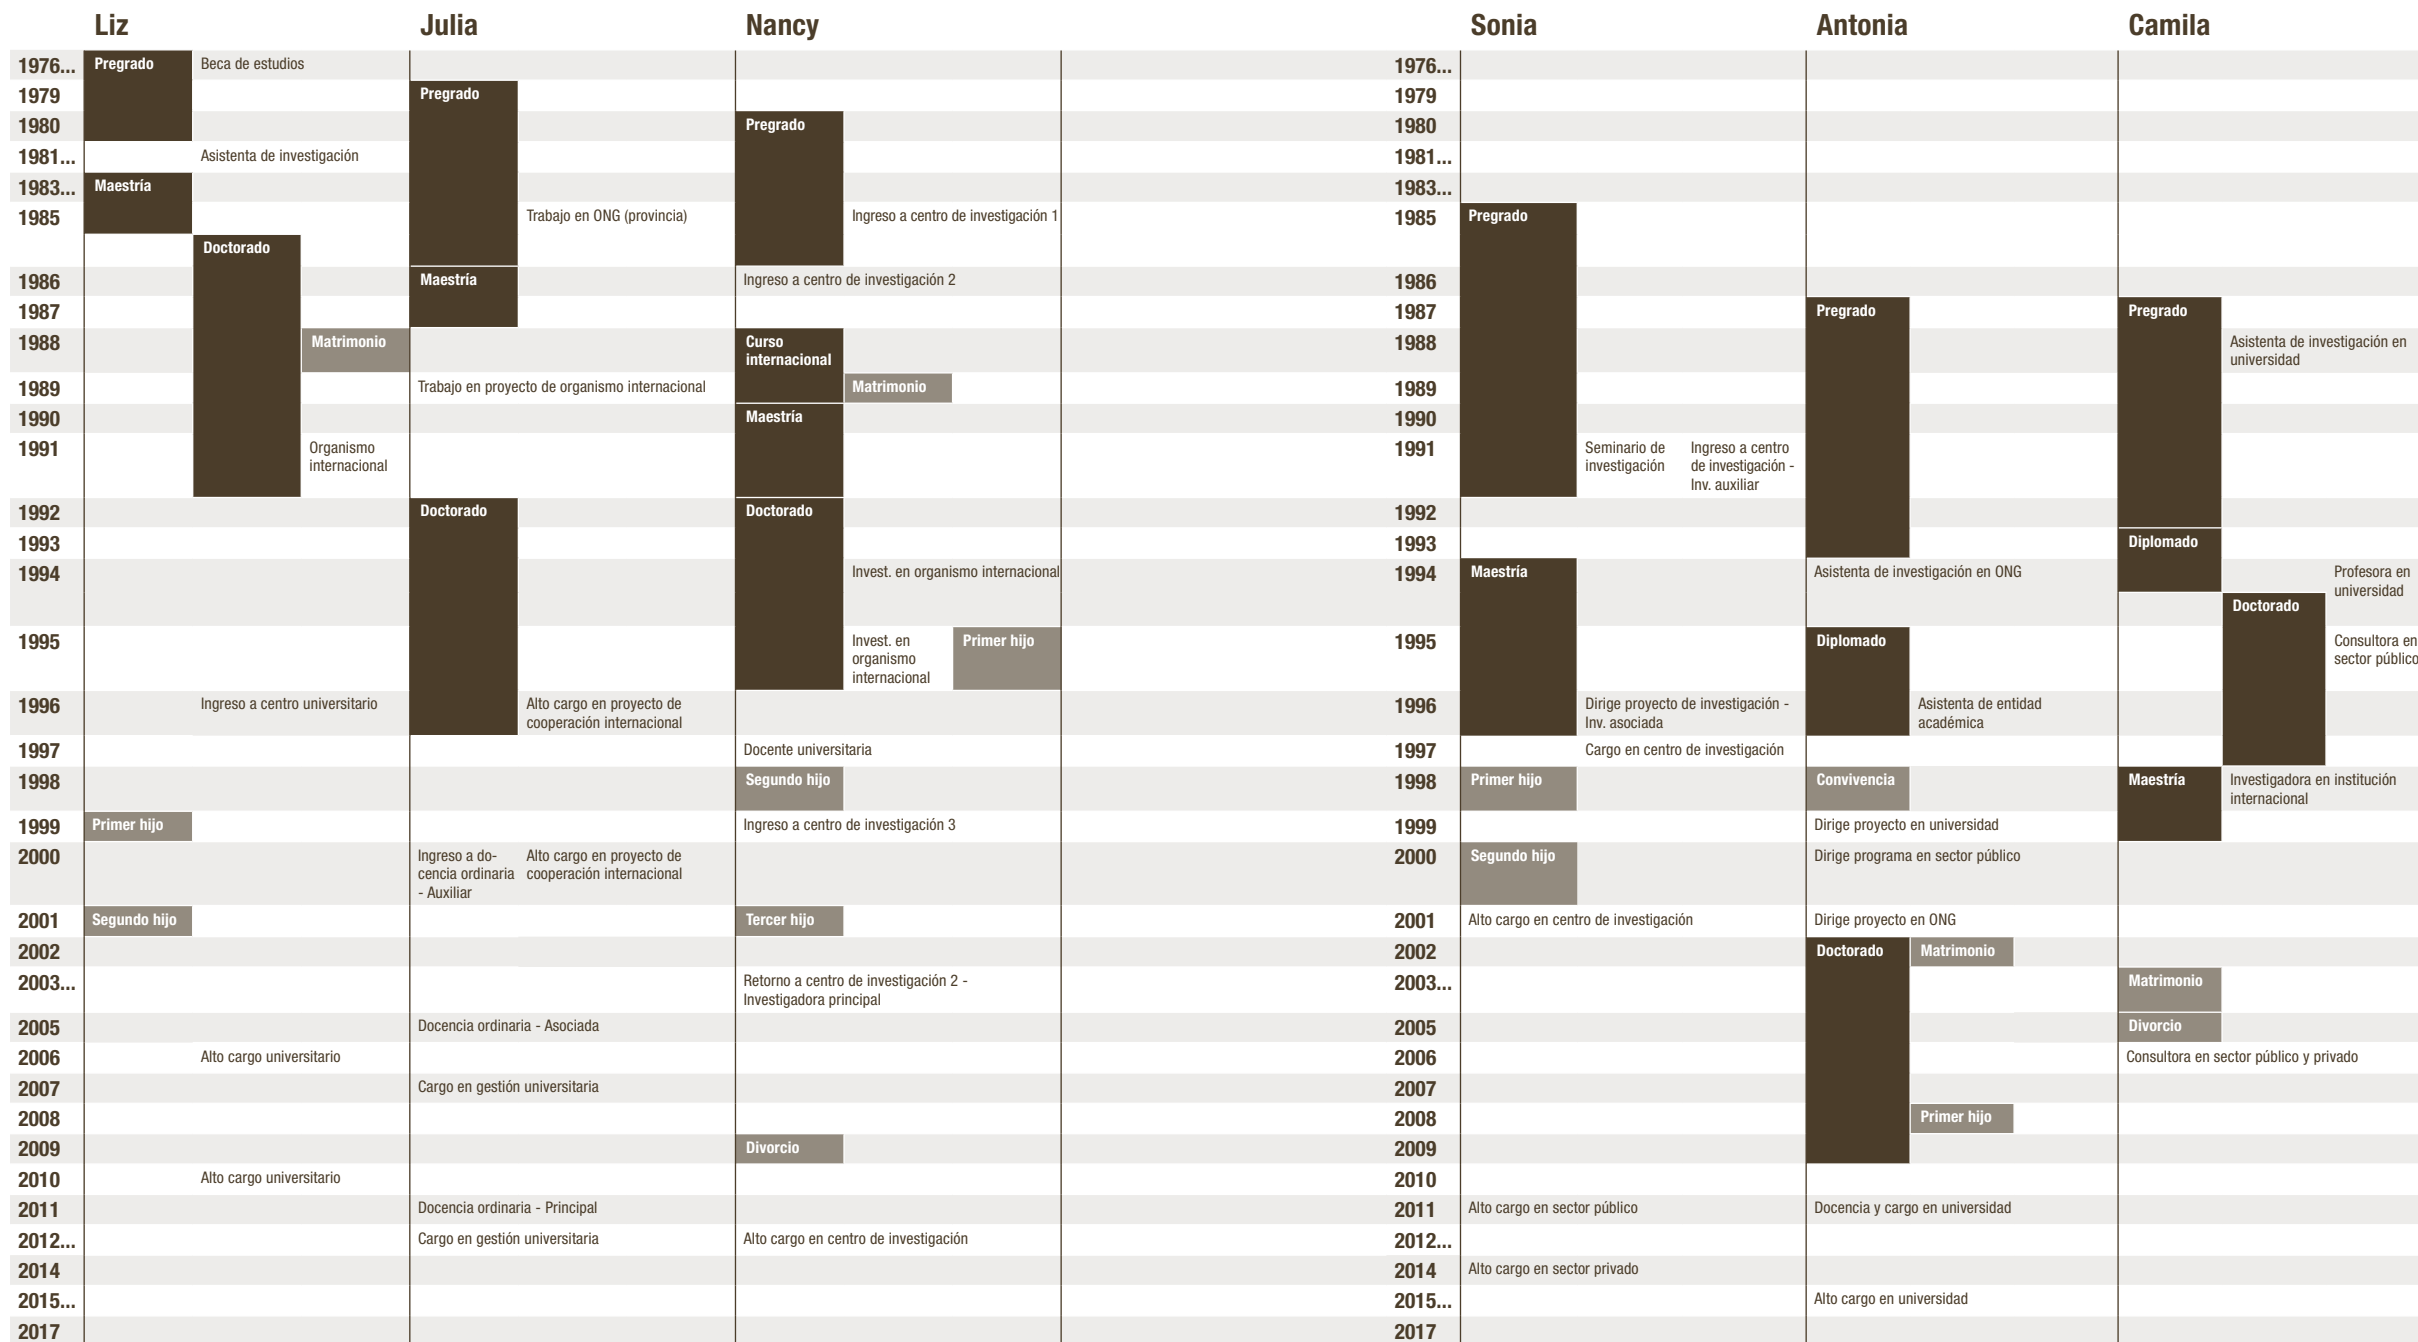 Liz Julia Nancy Sonia Antonia Camila
1976... Pregrado Beca de estudios 1976...
1979 Pregrado 1979
1980 Pregrado 1980
1981... Asistenta de investigación 1981...
1983... Maestría 1983...
1985 Trabajo en ONG (provincia) Ingreso a centro de investigación 1 1985 Pregrado
Doctorado
1986 Maestría Ingreso a centro de investigación 2 1986
1987 1987 Pregrado Pregrado
1988 Matrimonio Curso 1988 Asistenta de investigación en
internacional universidad
1989 Trabajo en proyecto de organismo internacional Matrimonio 1989
1990 Maestría 1990
1991 Organismo 1991 Seminario de Ingreso a centro
internacional investigación de investigación -
Inv. auxiliar
1992 Doctorado Doctorado 1992
1993 1993 Diplomado
1994 Invest. en organismo internacional 1994 Maestría Asistenta de investigación en ONG Profesora en
universidad
Doctorado
1995 Invest. en Primer hijo 1995 Diplomado Consultora en
organismo sector público
internacional
1996 Ingreso a centro universitario Alto cargo en proyecto de 1996 Dirige proyecto de investigación - Asistenta de entidad
cooperación internacional Inv. asociada académica
1997 Docente universitaria 1997 Cargo en centro de investigación
1998 Segundo hijo 1998 Primer hijo Convivencia Maestría Investigadora en institución
internacional
1999 Primer hijo Ingreso a centro de investigación 3 1999 Dirige proyecto en universidad
2000 Ingreso a do- Alto cargo en proyecto de 2000 Segundo hijo Dirige programa en sector público
cencia ordinaria cooperación internacional
- Auxiliar
2001 Segundo hijo Tercer hijo 2001 Alto cargo en centro de investigación Dirige proyecto en ONG
2002 2002 Doctorado Matrimonio
2003... Retorno a centro de investigación 2 - 2003... Matrimonio
Investigadora principal
2005 Docencia ordinaria - Asociada 2005 Divorcio
2006 Alto cargo universitario 2006 Consultora en sector público y privado
2007 Cargo en gestión universitaria 2007
2008 2008 Primer hijo
2009 Divorcio 2009
2010 Alto cargo universitario 2010
2011 Docencia ordinaria - Principal 2011 Alto cargo en sector público Docencia y cargo en universidad
2012... Cargo en gestión universitaria Alto cargo en centro de investigación 2012...
2014 2014 Alto cargo en sector privado
2015... 2015... Alto cargo en universidad
2017 2017